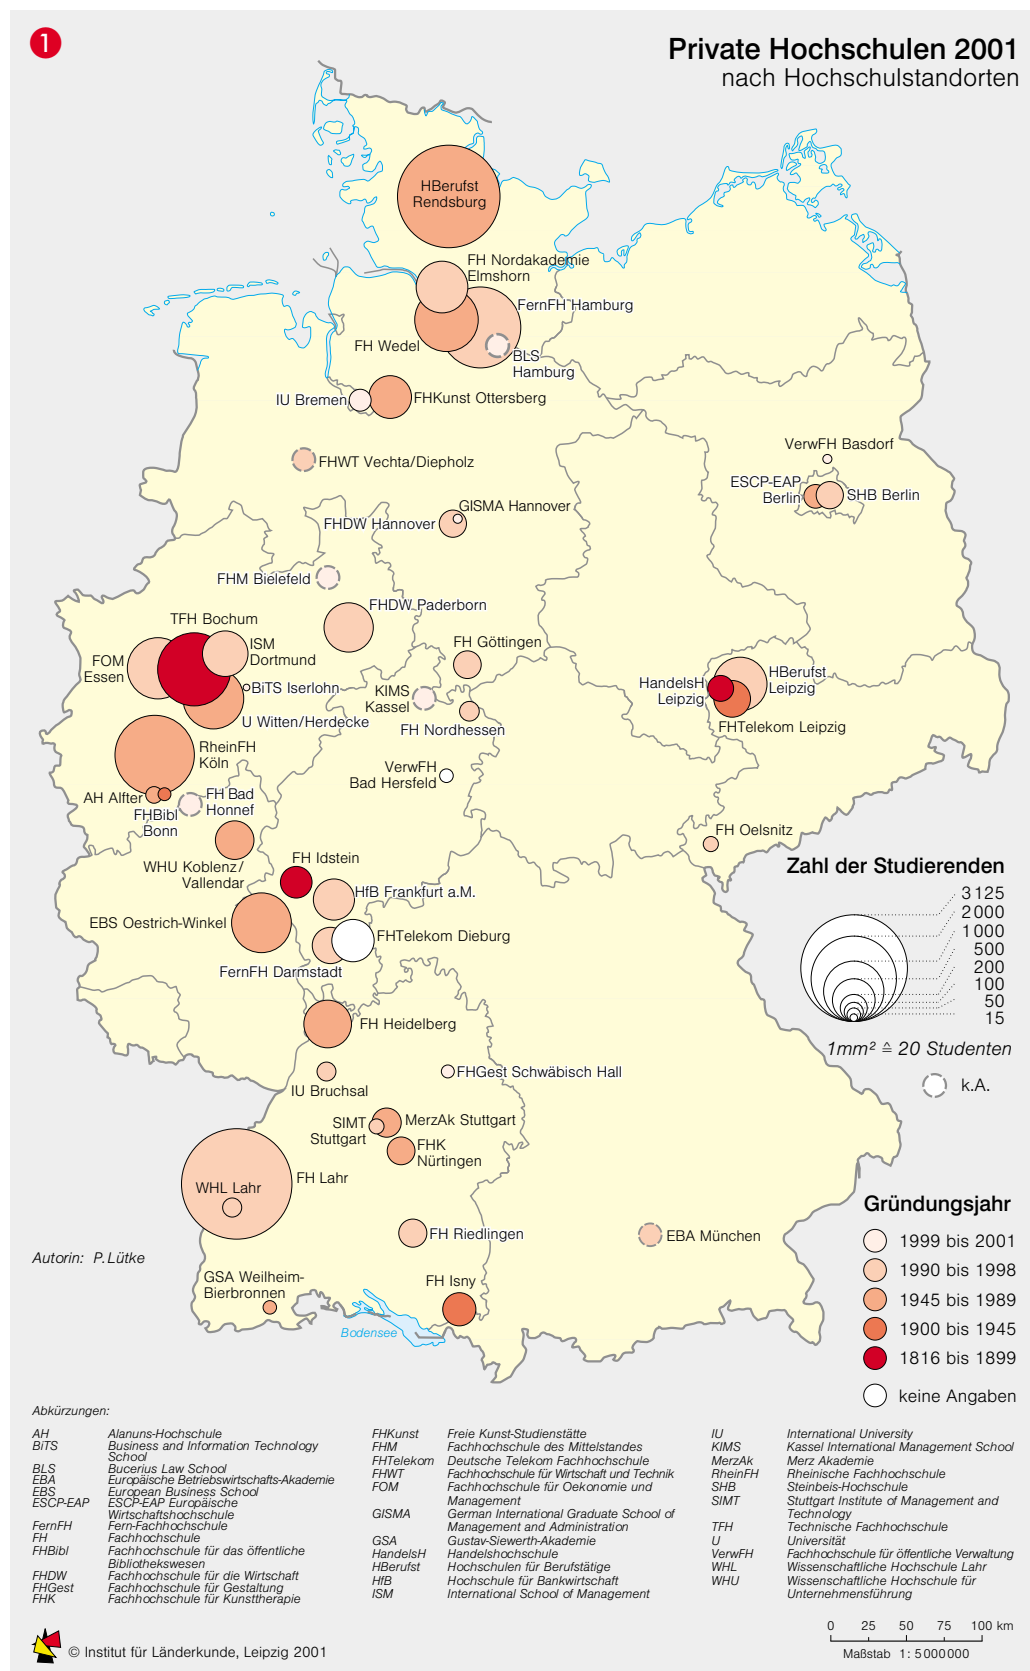 1
Private Hochschulen 2001
nach Hochschulstandorten
HBerufst
Rendsburg
FH Nordakademie
Elmshorn
FernFH Hamburg
FH Wedel
BLS
Hamburg
IU Bremen
FHKunst Ottersberg
FHWT Vechta/Diepholz
VerwFH Basdorf
ESCP-EAP
Berlin
SHB Berlin
GISMA Hannover
FHDW Hannover
FHM Bielefeld
FHDW Paderborn
TFH Bochum
ISM
Dortmund
FOM
Essen
BiTS Iserlohn
U Witten/Herdecke
FH Göttingen
KIMS
Kassel
FH Nordhessen
HandelsH
Leipzig
HBerufst
Leipzig
FHTelekom Leipzig
RheinFH
Köln
VerwFH
Bad Hersfeld
AH Alfter
FHBibl
Bonn
FH Bad
Honnef
FH Oelsnitz
WHU Koblenz/
Vallendar
FH Idstein
HfB Frankfurt a.M.
EBS Oestrich-Winkel
FHTelekom Dieburg
FernFH Darmstadt
FH Heidelberg
IU Bruchsal
FHGest Schwäbisch Hall
SIMT
Stuttgart
MerzAk Stuttgart
FHK
Nürtingen
WHL Lahr
FH Lahr
FH Riedlingen
EBA München
GSA Weilheim-
Bierbronnen
FH Isny
Bodensee
Zahl der Studierenden
3 125
2 000
1 000
500
200
100
50
15
1mm² ≙ 20 Studenten
k.A.
Gründungsjahr
1999 bis 2001
1990 bis 1998
1945 bis 1989
1900 bis 1945
1816 bis 1899
keine Angaben
Autorin: P. Lütke
Abkürzungen:
AH Alanuns-Hochschule
BiTS Business and Information Technology
School
BLS Bucerius Law School
EBA Europäische Betriebswirtschafts-Akademie
EBS European Business School
ESCP-EAP ESCP-EAP Europäische
Wirtschaftshochschule
FernFH Fern-Fachhochschule
FH Fachhochschule
FHBibl Fachhochschule für das öffentliche
Bibliothekswesen
FHDW Fachhochschule für die Wirtschaft
FHGest Fachhochschule für Gestaltung
FHK Fachhochschule für Kunsttherapie
FHKunst Freie Kunst-Studienstätte
FHM Fachhochschule des Mittelstandes
FHTelekom Deutsche Telekom Fachhochschule
FHWT Fachhochschule für Wirtschaft und Technik
FOM Fachhochschule für Oekonomie und
Management
GISMA German International Graduate School of
Management and Administration
GSA Gustav-Siewerth-Akademie
HandelsH Handelshochschule
HBerufst Hochschulen für Berufstätige
HfB Hochschule für Bankwirtschaft
ISM International School of Management
IU International University
KIMS Kassel International Management School
MerzAk Merz Akademie
RheinFH Rheinische Fachhochschule
SHB Steinbeis-Hochschule
SIMT Stuttgart Institute of Management and
Technology
TFH Technische Fachhochschule
U Universität
VerwFH Fachhochschule für öffentliche Verwaltung
WHL Wissenschaftliche Hochschule Lahr
WHU Wissenschaftliche Hochschule für
Unternehmensführung
© Institut für Länderkunde, Leipzig 2001
0 25 50 75 100 km
Maßstab 1 : 5 000 000